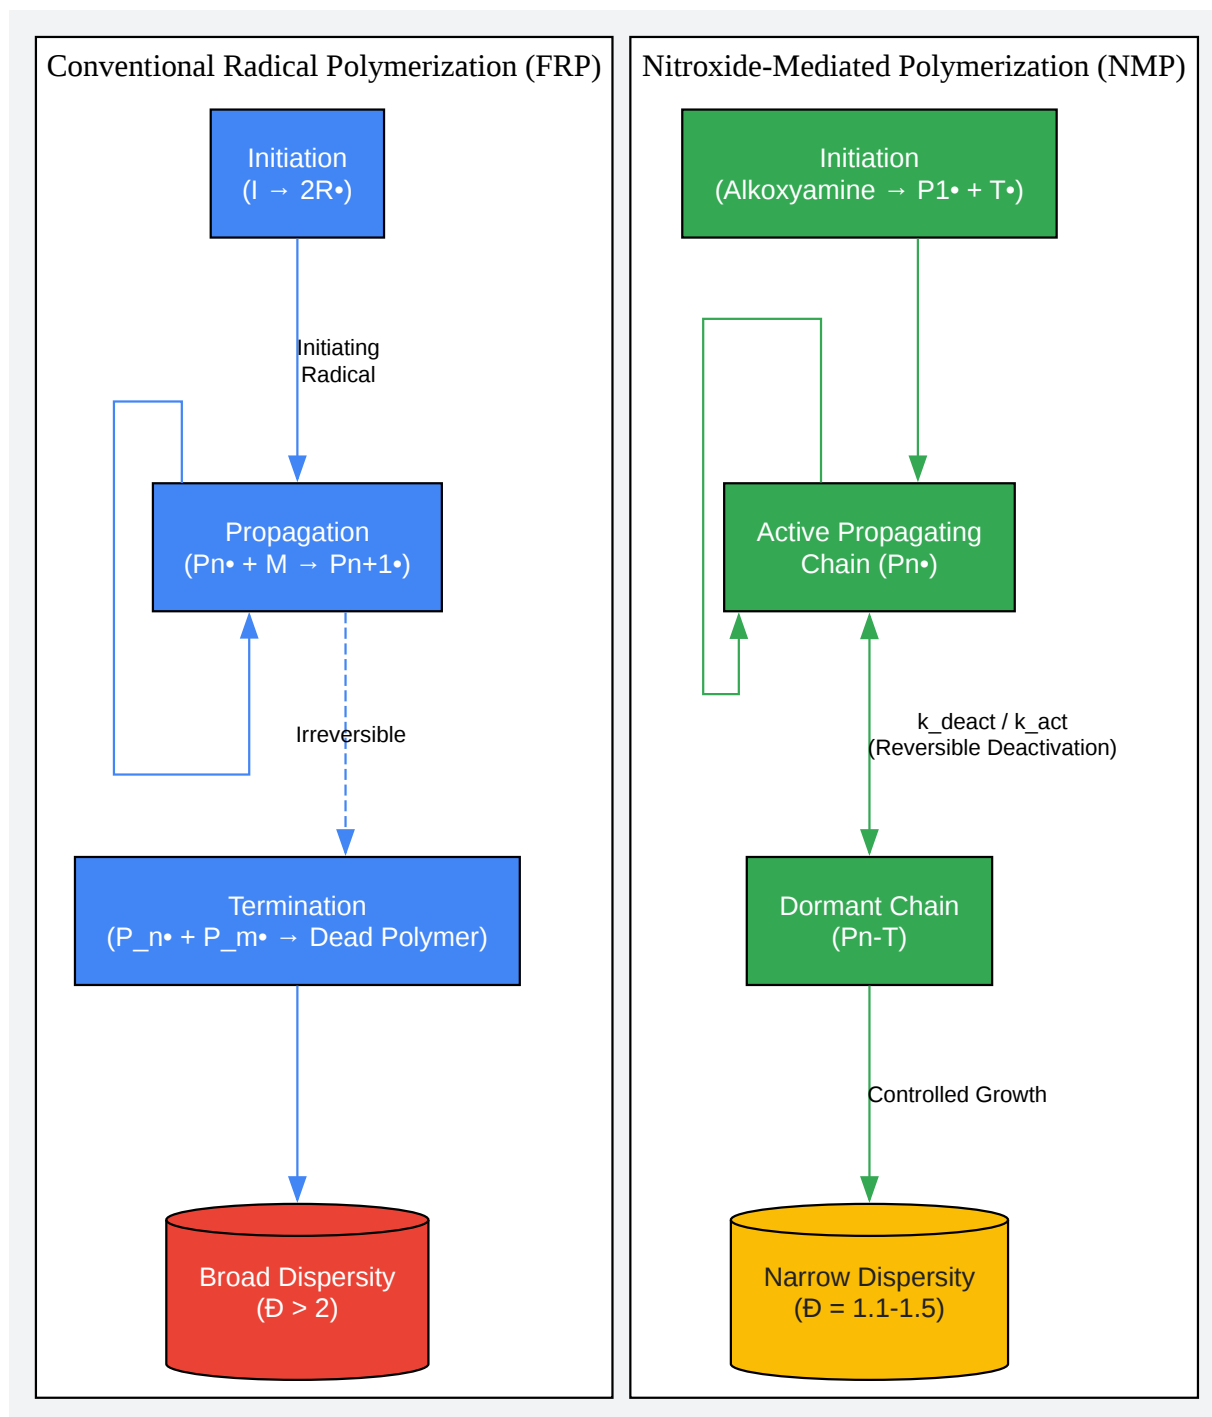 Conventional Radical Polymerization (FRP)
Initiation
(I → 2R•)
Initiating
Radical
Propagation
(Pn• + M → Pn+1•)
Irreversible
Termination
(P_n• + P_m• → Dead Polymer)
Broad Dispersity
(Đ > 2)
Nitroxide-Mediated Polymerization (NMP)
Initiation
(Alkoxyamine → P1• + T•)
Active Propagating
Chain (Pn•)
k_deact / k_act
(Reversible Deactivation)
Dormant Chain
(Pn-T)
Controlled Growth
Narrow Dispersity
(Đ = 1.1-1.5)